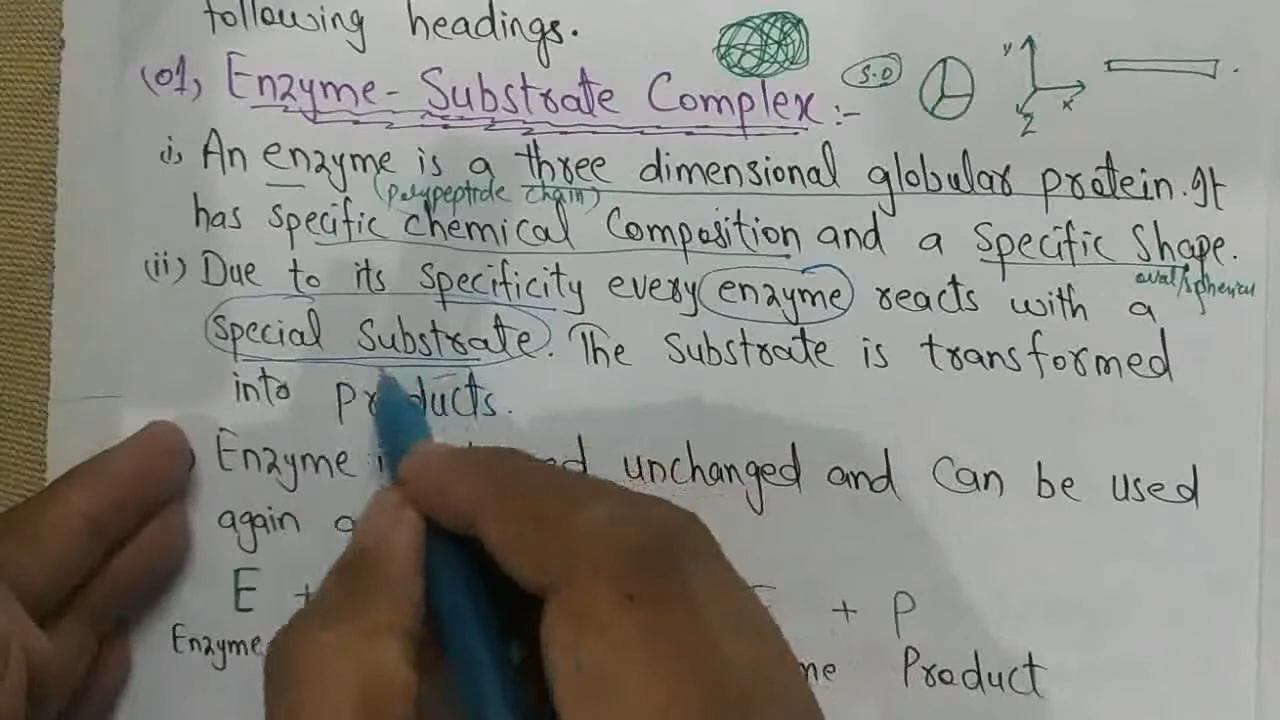 following headings.
(01) Enzyme - Substrate Complex :-
3.D
Y
X
Z
i) An enzyme is a three dimensional globular protein. It
(polypeptide chain)
has specific chemical composition and a specific shape.
oval/
(ii) Due to its specificity every enzyme reacts with a
special substrate. The substrate is transformed
into products.
Enzyme unchanged and can be used
again
E + + P
Enzyme Product